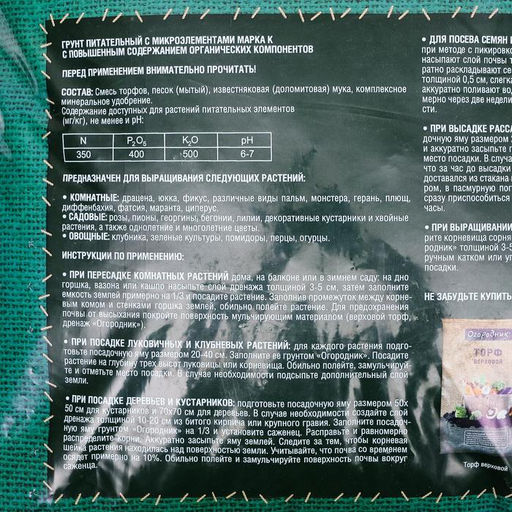 ГРУНТ ПИТАТЕЛЬНЫЙ С МИКРОЭЛЕМЕНТАМИ МАРКА К
С ПОВЫШЕННЫМ СОДЕРЖАНИЕМ ОРГАНИЧЕСКИХ КОМПОНЕНТОВ
ПЕРЕД ПРИМЕНЕНИЕМ ВНИМАТЕЛЬНО ПРОЧИТАТЬ!
СОСТАВ: Смесь торфов, песок (мытый), известняковая (доломитовая) мука, комплексное
минеральное удобрение.
Содержание доступных для растений питательных элементов
(мг/кг), не менее и pH:
N P2O5 K2O pH
350 400 500 6-7
ПРЕДНАЗНАЧЕН ДЛЯ ВЫРАЩИВАНИЯ СЛЕДУЮЩИХ РАСТЕНИЙ:
• КОМНАТНЫЕ: драцена, юкка, фикус, различные виды пальм, монстера, герань, плющ,
диффенбахия, фатсия, маранта, циперус.
• САДОВЫЕ: розы, пионы, георгины, бегонии, лилии, декоративные кустарники и хвойные
растения, а также однолетние и многолетние цветы.
• ОВОЩНЫЕ: клубника, зеленые культуры, помидоры, перцы, огурцы.
ИНСТРУКЦИИ ПО ПРИМЕНЕНИЮ:
• ПРИ ПЕРЕСАДКЕ КОМНАТНЫХ РАСТЕНИЙ дома, на балконе или в зимнем саду: на дно
горшка, вазона или кашпо насыпьте слой дренажа толщиной 3-5 см, затем заполните
емкость землей примерно на 1/3 и посадите растение. Заполнив промежуток между корне-
вым комом и стенками горшка землей, обильно полейте растение. Для предохранения
почвы от высыхания покройте поверхность мульчирующим материалом (верховой торф,
дренаж «Огородник»).
• ПРИ ПОСАДКЕ ЛУКОВИЧНЫХ И КЛУБНЕВЫХ РАСТЕНИЙ: для каждого растения подго-
товьте посадочную яму размером 20-40 см. Заполните ее грунтом «Огородник». Посадите
растение на глубину трех высот луковицы или корневища. Обильно полейте, замульчируй-
те и отметьте место посадки. В случае необходимости подсыпьте дополнительный слой
земли.
• ПРИ ПОСАДКЕ ДЕРЕВЬЕВ И КУСТАРНИКОВ: подготовьте посадочную яму размером 50х
50 см для кустарников и 70х70 см для деревьев. В случае необходимости создайте слой
дренажа толщиной 10-20 см из битого кирпича или крупного гравия. Заполните посадоч-
ную яму грунтом «Огородник» на 1/3 и установите саженец. Расправьте и равномерно
распределите корни. Аккуратно засыпьте яму землей. Следите за тем, чтобы корневая
шейка растения находилась над поверхностью земли. Учитывайте, что почва со временем
осядет примерно на 10%. Обильно полейте и замульчируйте поверхность почвы вокруг
саженца.
• ДЛЯ ПОСЕВА СЕМЯН
при методе с пикировко
насыпают слой почвы т
ратно раскладывают се
толщиной 0,5 см, слегка
аккуратно поливают во
мерно через две недели
сти.
• ПРИ ВЫСАДКЕ РАССА
дочную яму размером
и аккуратно засыпьте п
место посадки. В случа
что за час до высадки
доставался из стакана
ром, в пасмурную пог
сразу приспособиться
часы.
• ПРИ ВЫРАЩИВАНИИ
рите корневища сорня
родник» толщиной 3-5
ручным катком или уг
посадки.
НЕ ЗАБУДЬТЕ КУПИТЬ
Огородник
ТОРФ
ВЕРХОВОЙ
Торф верховой